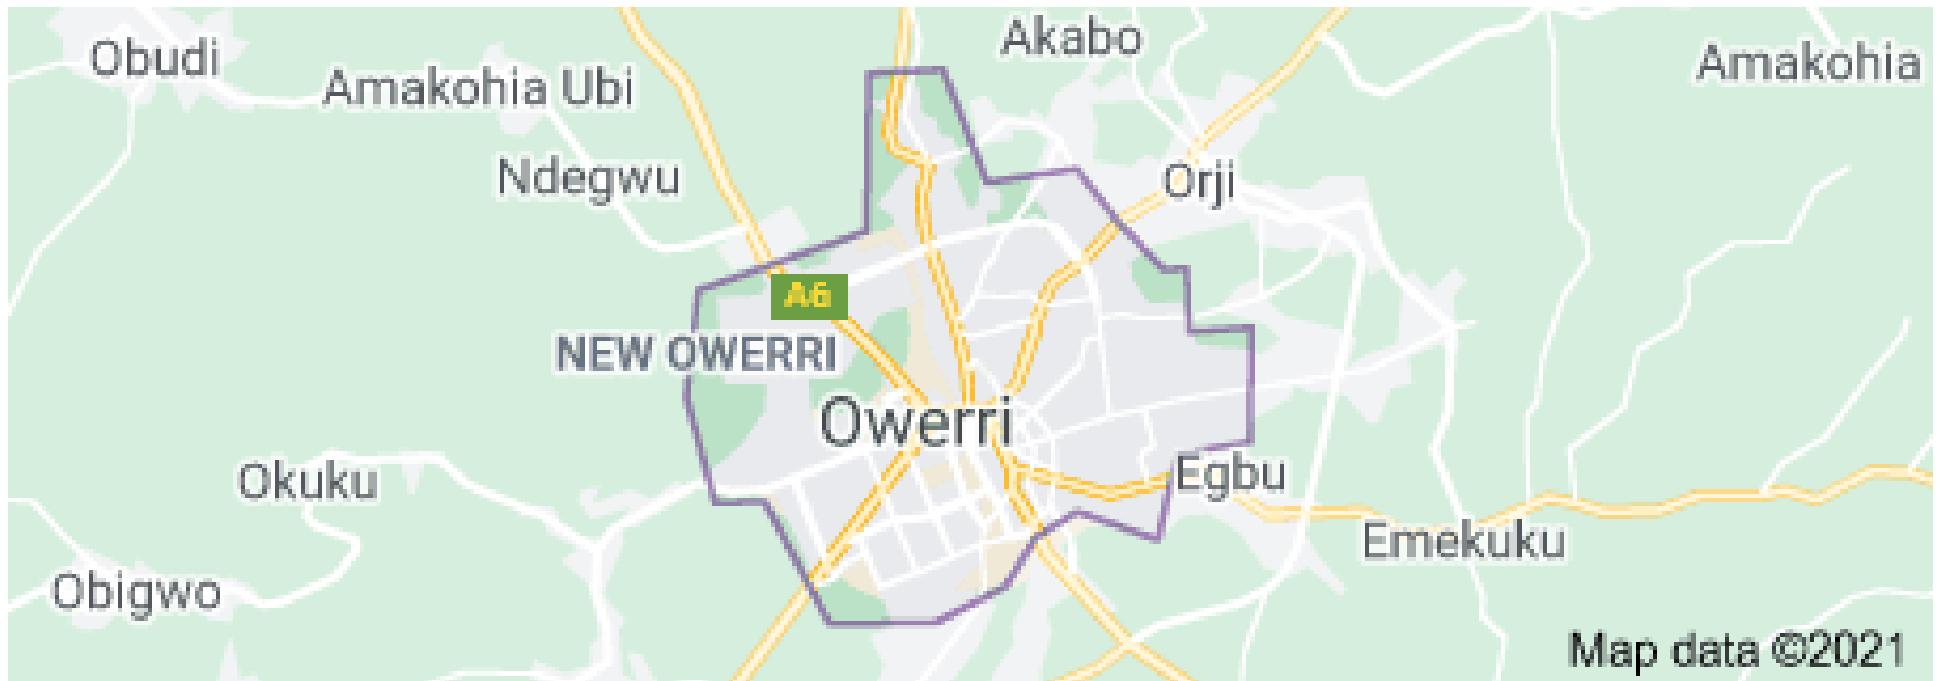 Akabo
Obudi
Amakohia
Amakohia Ubi
Ndegwu
Orji
A6
NEW OWERRI
Owerri
Egbu
Okuku
Emekuku
Obigwo
Map data ©2021